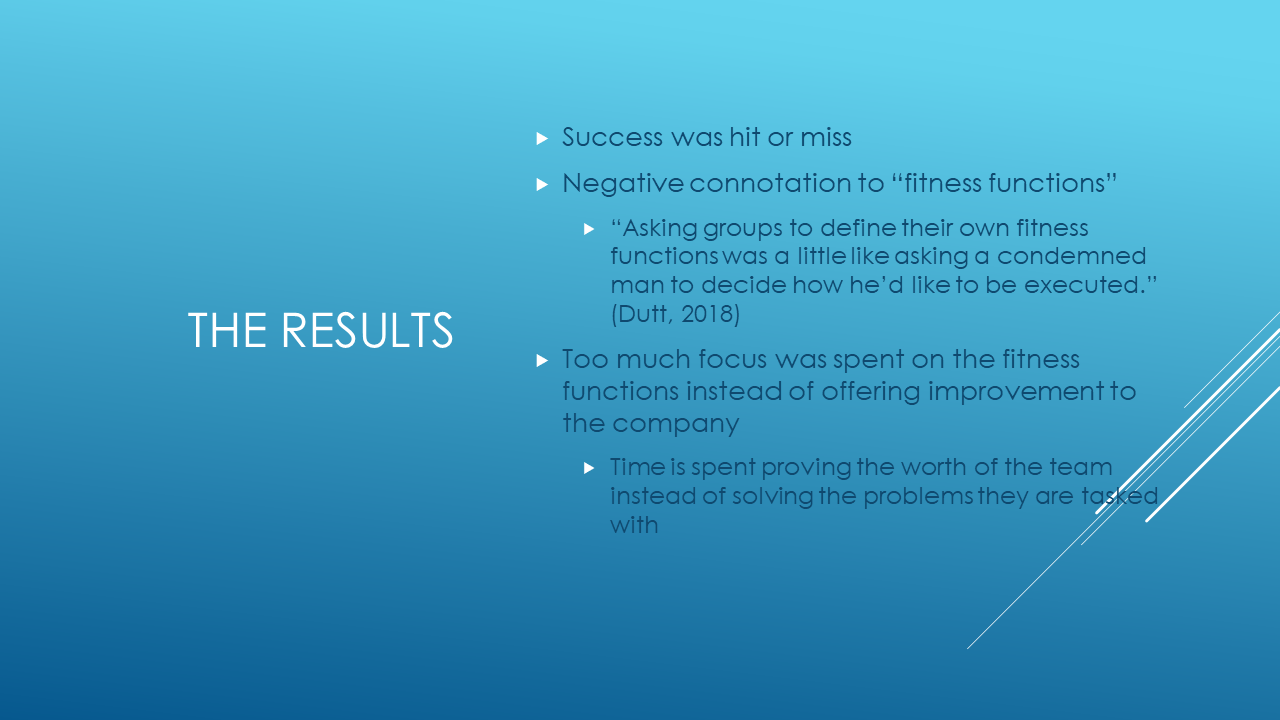 THE RESULTS
Success was hit or miss
Negative connotation to “fitness functions”
“Asking groups to define their own fitness
functions was a little like asking a condemned
man to decide how he’d like to be executed.”
(Dutt, 2018)
Too much focus was spent on the fitness
functions instead of offering improvement to
the company
Time is spent proving the worth of the team
instead of solving the problems they are tasked
with